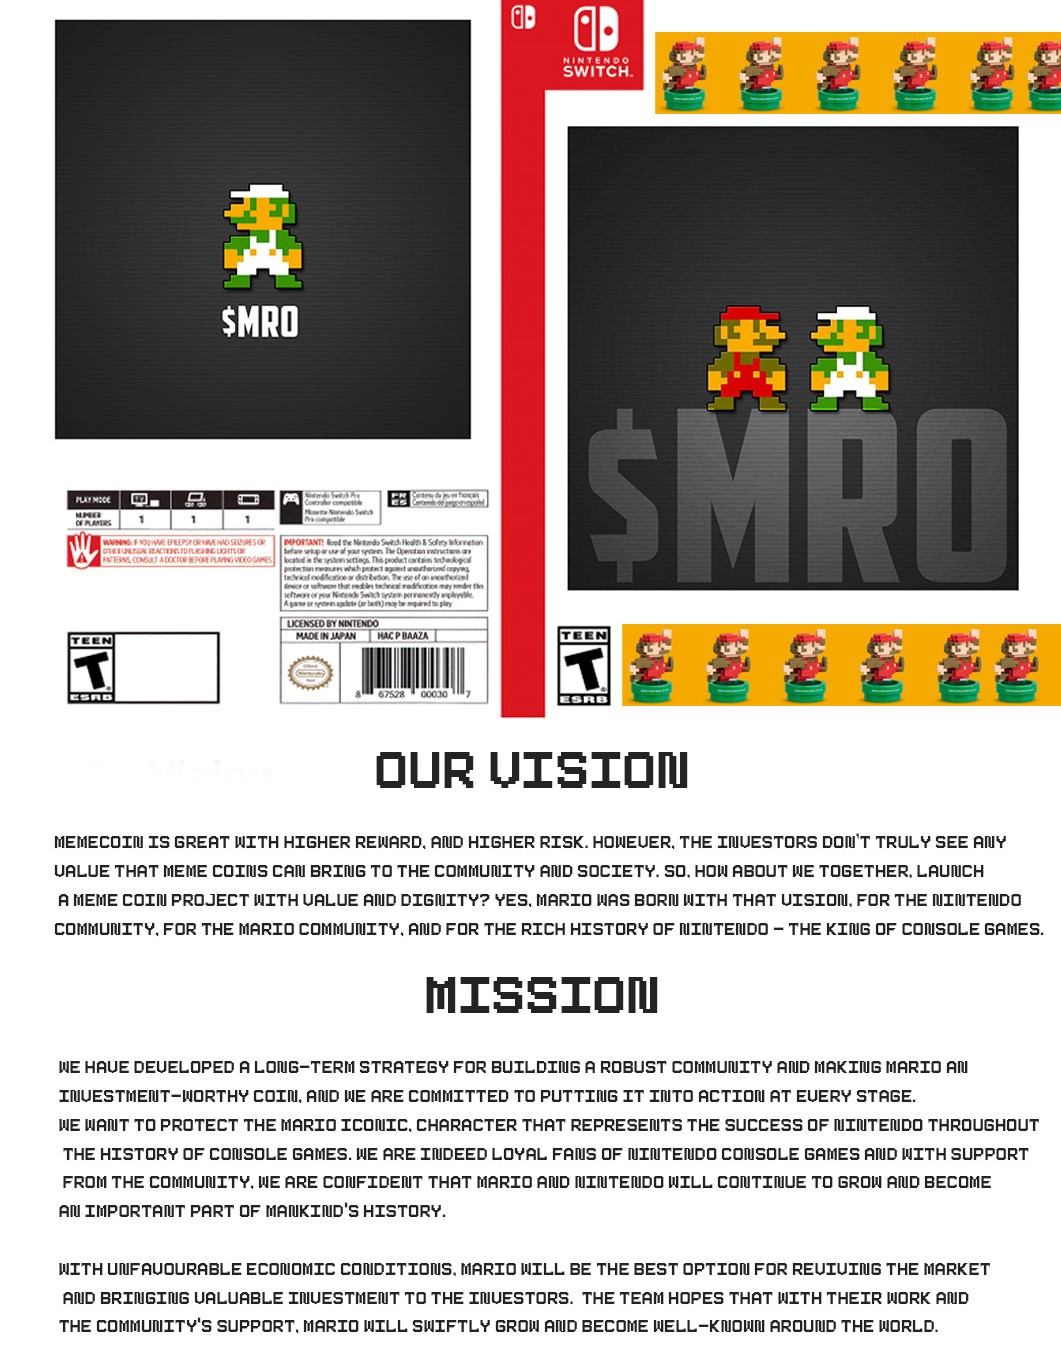 NINTENDO
SWITCH
$MRO
$MRO
PLAY MODE
NUMBER
OF PLAYERS
1 1 1
Nintendo Switch Pro
Controller compatible
Manette Nintendo Switch
Pro compatible
FR
ES
Contenu du jeu en français
Contenido del juego en español
WARNING: IF YOU HAVE EPILEPSY OR HAVE HAD SEIZURES OR
OTHER UNUSUAL REACTIONS TO FLASHING LIGHTS OR
PATTERNS, CONSULT A DOCTOR BEFORE PLAYING VIDEO GAMES.
IMPORTANT! Read the Nintendo Switch Health & Safety Information
before setup or use of your system. The Operation instructions are
located in the system settings. This product contains technological
protection measures which protect against unauthorized copying,
technical modification or distribution. The use of an unauthorized
device or software that enables technical modification may render this
software or your Nintendo Switch system permanently unplayable.
A game or system update (or both) may be required to play
LICENSED BY NINTENDO
MADE IN JAPAN HAC P BAAZA
8 67528 00030 7
TEEN
T
ESRB
TEEN
T
ESRB
OUR VISION
MEMECOIN IS GREAT WITH HIGHER REWARD, AND HIGHER RISK. HOWEVER, THE INVESTORS DON'T TRULY SEE ANY
VALUE THAT MEME COINS CAN BRING TO THE COMMUNITY AND SOCIETY. SO, HOW ABOUT WE TOGETHER, LAUNCH
A MEME COIN PROJECT WITH VALUE AND DIGNITY? YES, MARIO WAS BORN WITH THAT VISION, FOR THE NINTENDO
COMMUNITY, FOR THE MARIO COMMUNITY, AND FOR THE RICH HISTORY OF NINTENDO - THE KING OF CONSOLE GAMES.
MISSION
WE HAVE DEVELOPED A LONG-TERM STRATEGY FOR BUILDING A ROBUST COMMUNITY AND MAKING MARIO AN
INVESTMENT-WORTHY COIN, AND WE ARE COMMITTED TO PUTTING IT INTO ACTION AT EVERY STAGE.
WE WANT TO PROTECT THE MARIO ICONIC, CHARACTER THAT REPRESENTS THE SUCCESS OF NINTENDO THROUGHOUT
THE HISTORY OF CONSOLE GAMES. WE ARE INDEED LOYAL FANS OF NINTENDO CONSOLE GAMES AND WITH SUPPORT
FROM THE COMMUNITY, WE ARE CONFIDENT THAT MARIO AND NINTENDO WILL CONTINUE TO GROW AND BECOME
AN IMPORTANT PART OF MANKIND'S HISTORY.
WITH UNFAVOURABLE ECONOMIC CONDITIONS, MARIO WILL BE THE BEST OPTION FOR REVIVING THE MARKET
AND BRINGING VALUABLE INVESTMENT TO THE INVESTORS. THE TEAM HOPES THAT WITH THEIR WORK AND
THE COMMUNITY'S SUPPORT, MARIO WILL SWIFTLY GROW AND BECOME WELL-KNOWN AROUND THE WORLD.